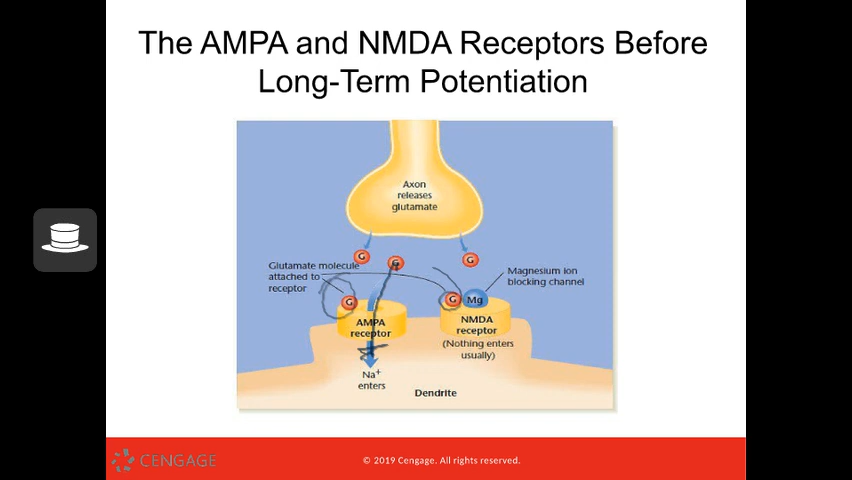 The AMPA and NMDA Receptors Before
Long-Term Potentiation
Axon
releases
glutamate
G
G
G
Glutamate molecule
attached to
receptor
Magnesium ion
blocking channel
G
G
Mg
AMPA
receptor
NMDA
receptor
(Nothing enters
usually)
Na+
enters
Dendrite
CENGAGE
© 2019 Cengage. All rights reserved.